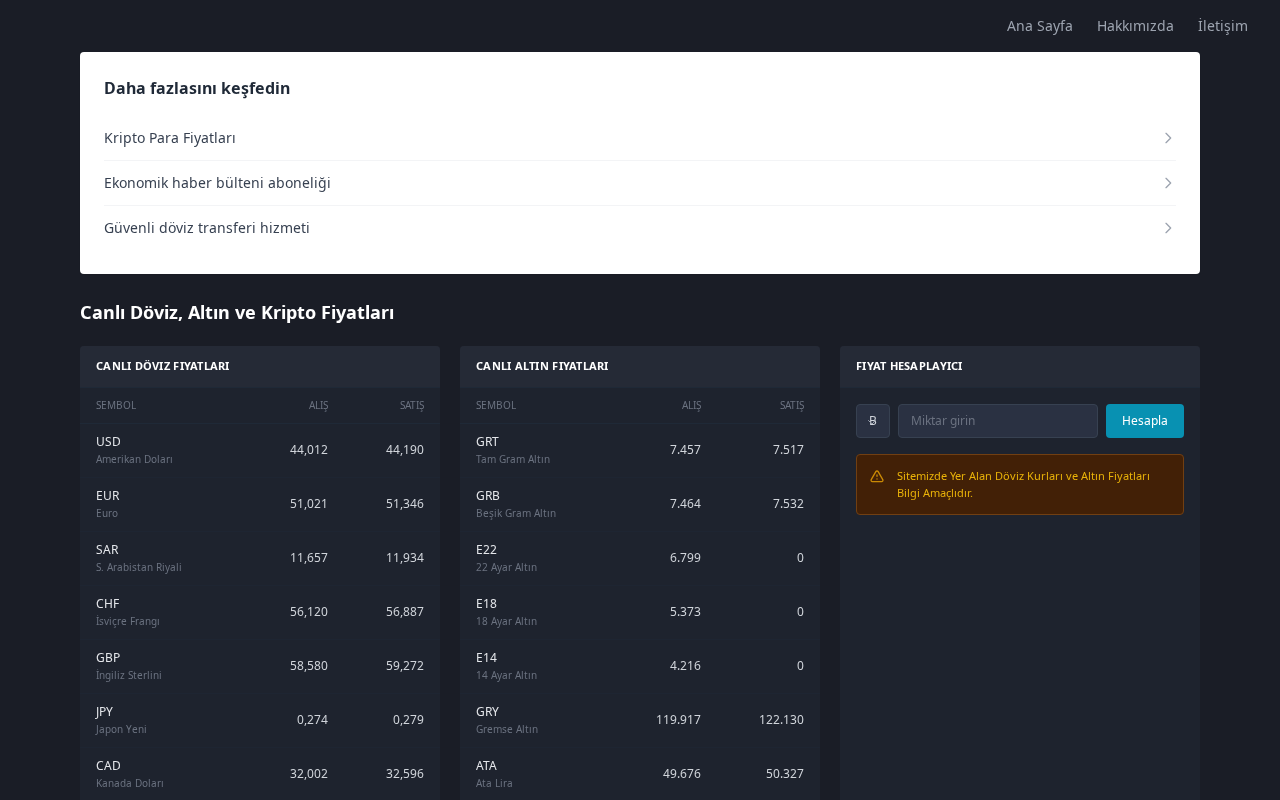 Ana Sayfa Hakkımızda İletişim
Daha fazlasını keşfedin
Kripto Para Fiyatları
Ekonomik haber bülteni aboneliği
Güvenli döviz transferi hizmeti
Canlı Döviz, Altın ve Kripto Fiyatları
CANLI DÖVİZ FİYATLARI
SEMBOL ALIŞ SATIŞ
USD 44,012 44,190
Amerikan Doları
EUR 51,021 51,346
Euro
SAR 11,657 11,934
S. Arabistan Riyali
CHF 56,120 56,887
İsviçre Frangı
GBP 58,580 59,272
İngiliz Sterlini
JPY 0,274 0,279
Japon Yeni
CAD 32,002 32,596
Kanada Doları
CANLI ALTIN FİYATLARI
SEMBOL ALIŞ SATIŞ
GRT 7.457 7.517
Tam Gram Altın
GRB 7.464 7.532
Beşik Gram Altın
E22 6.799 0
22 Ayar Altın
E18 5.373 0
18 Ayar Altın
E14 4.216 0
14 Ayar Altın
GRY 119.917 122.130
Gremse Altın
ATA 49.676 50.327
Ata Lira
FİYAT HESAPLAYICI
₿ Miktar girin Hesapla
Sitemizde Yer Alan Döviz Kurları ve Altın Fiyatları
Bilgi Amaçlıdır.